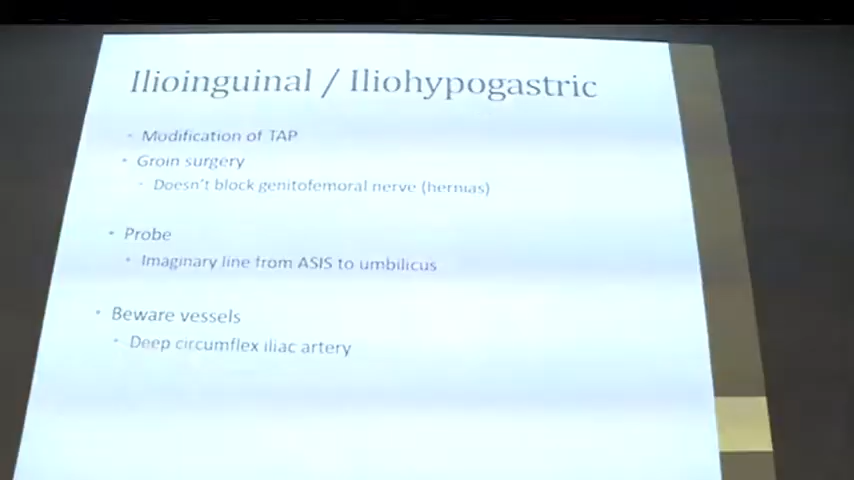 Ilioinguinal / Iliohypogastric
Modification of TAP
Groin surgery
Doesn't block genitofemoral nerve (hernias)
Probe
Imaginary line from ASIS to umbilicus
Beware vessels
Deep circumflex iliac artery